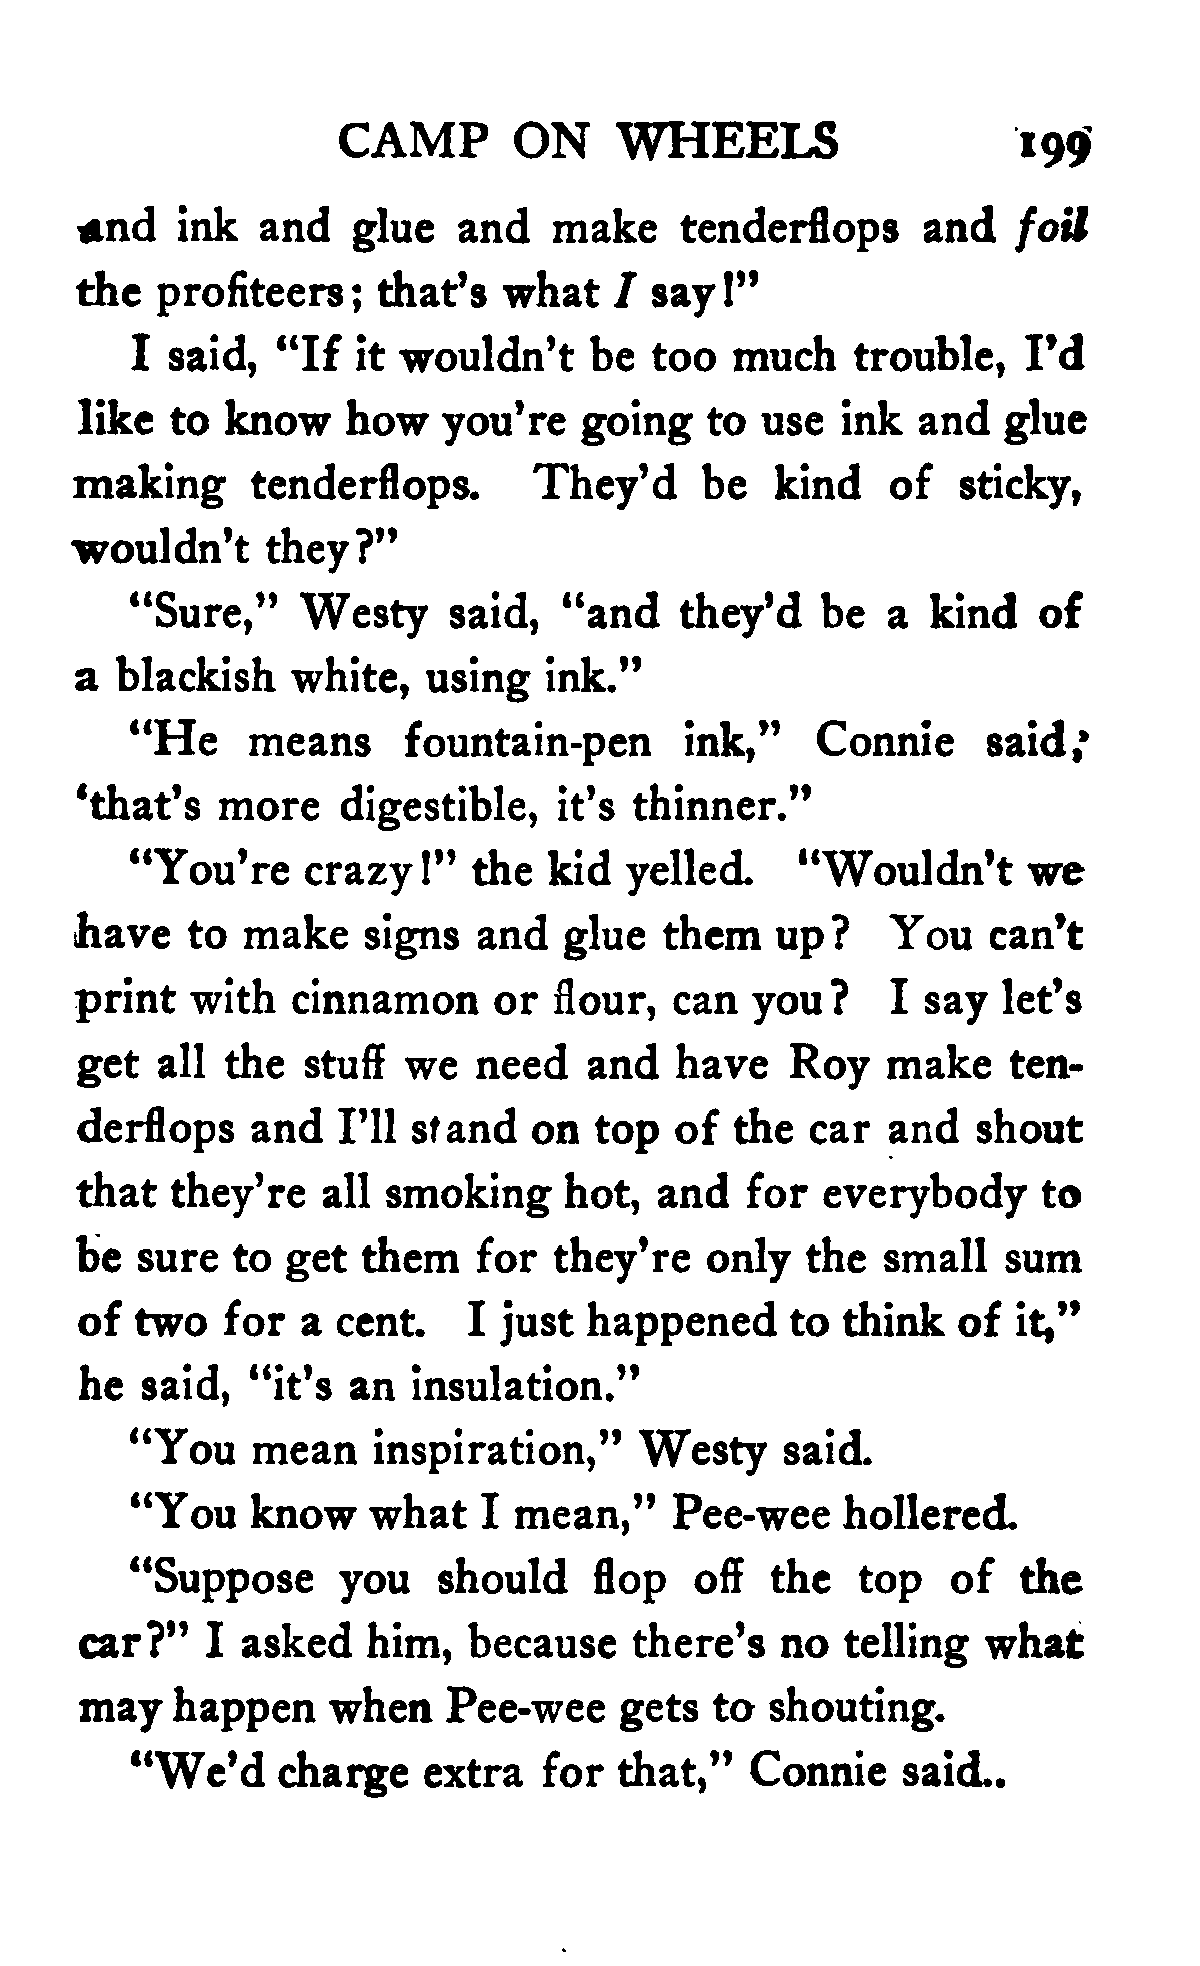 CAMP ON WHEELS 199
and ink and glue and make tenderflops and foil
the profiteers; that's what I say!"
I said, "If it wouldn't be too much trouble, I'd
like to know how you're going to use ink and glue
making tenderflops. They'd be kind of sticky,
wouldn't they?"
"Sure," Westy said, "and they'd be a kind of
a blackish white, using ink."
"He means fountain-pen ink," Connie said;
'that's more digestible, it's thinner."
"You're crazy!" the kid yelled. "Wouldn't we
have to make signs and glue them up? You can't
print with cinnamon or flour, can you? I say let's
get all the stuff we need and have Roy make ten-
derflops and I'll stand on top of the car and shout
that they're all smoking hot, and for everybody to
be sure to get them for they're only the small sum
of two for a cent. I just happened to think of it,"
he said, "it's an insulation."
"You mean inspiration," Westy said.
"You know what I mean," Pee-wee hollered.
"Suppose you should flop off the top of the
car?" I asked him, because there's no telling what
may happen when Pee-wee gets to shouting.
"We'd charge extra for that," Connie said..